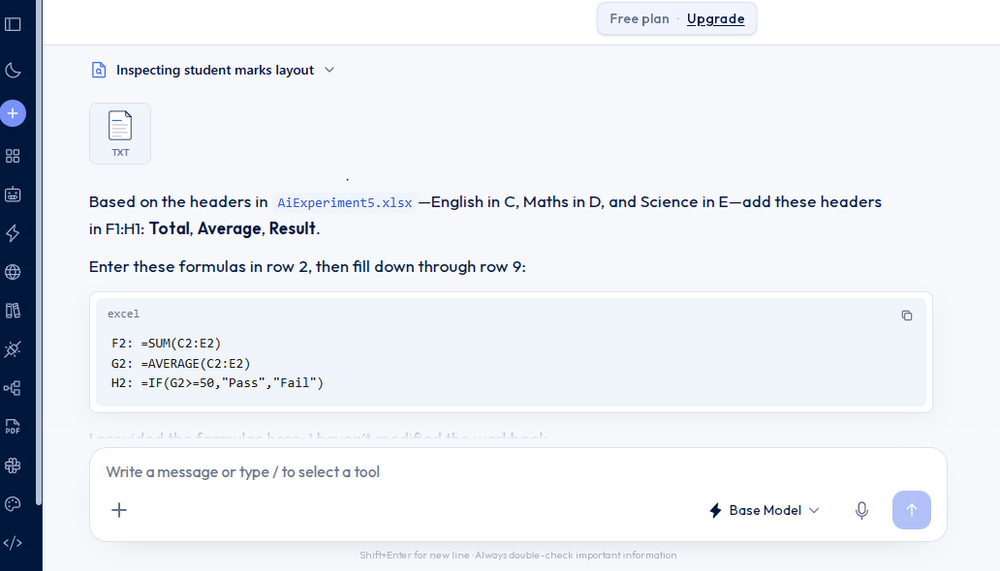 Free plan · Upgrade
Inspecting student marks layout
TXT
Based on the headers in AiExperiment5.xlsx —English in C, Maths in D, and Science in E—add these headers
in F1:H1: Total, Average, Result.
Enter these formulas in row 2, then fill down through row 9:
excel
F2: =SUM(C2:E2)
G2: =AVERAGE(C2:E2)
H2: =IF(G2>=50,"Pass","Fail")
I provided the formulas here; I haven't modified the workbook.
Write a message or type / to select a tool
Base Model
Shift+Enter for new line · Always double-check important information
PDF